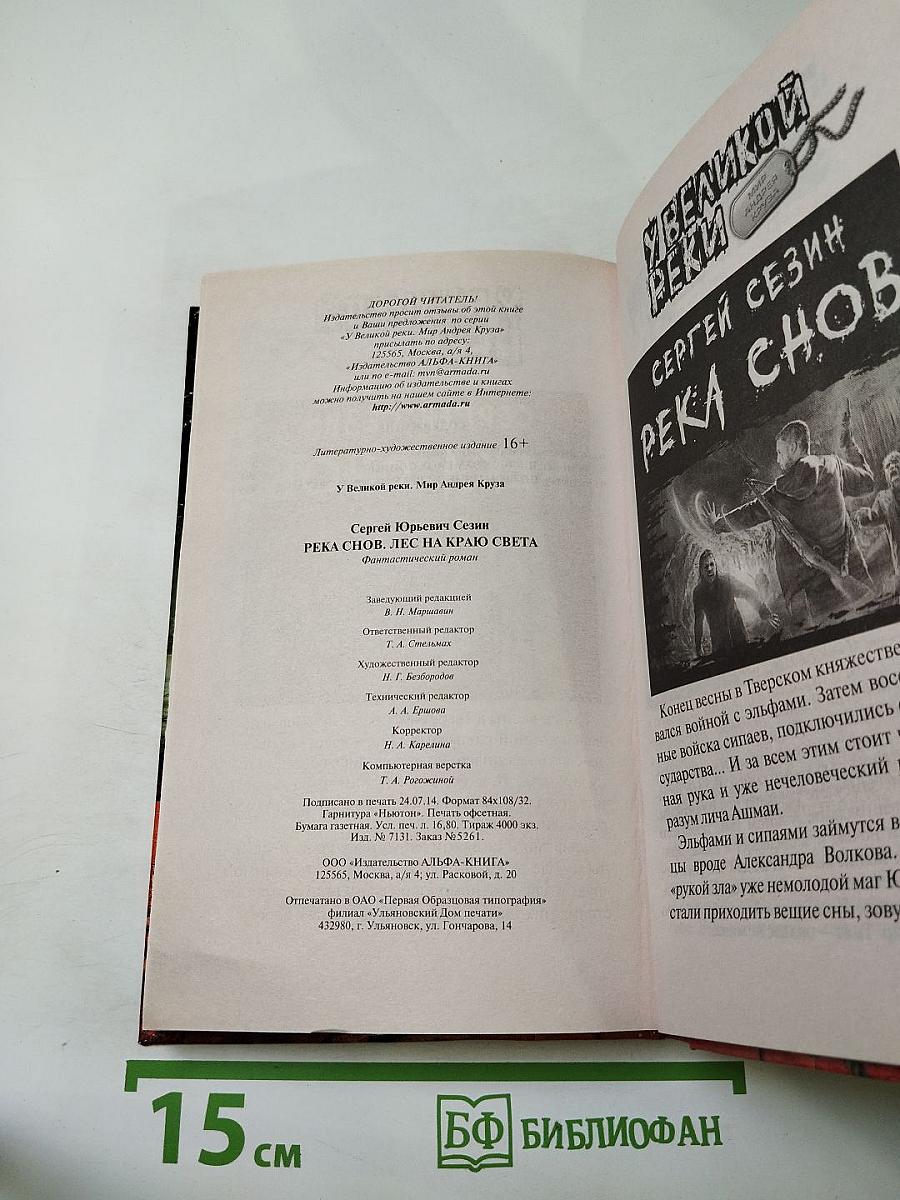 ДОРОГОЙ ЧИТАТЕЛЬ!
Издательство просит отзывы об этой книге
и Ваши предложения по серии
«У Великой реки. Мир Андрея Круза»
присылать по адресу:
125565, Москва, а/я 4,
«Издательство АЛЬФА-КНИГА»
или по e-mail: mvn@armada.ru
Информацию об издательстве и книгах
можно получить на нашем сайте в Интернете:
http://www.armada.ru
Литературно-художественное издание 16+
У Великой реки. Мир Андрея Круза
Сергей Юрьевич Сезин
РЕКА СНОВ. ЛЕС НА КРАЮ СВЕТА
Фантастический роман
Заведующий редакцией
В. Н. Маршавин
Ответственный редактор
Т. А. Стельмах
Художественный редактор
Н. Г. Безбородов
Технический редактор
А. А. Ершова
Корректор
Н. А. Карелина
Компьютерная верстка
Т. А. Рогожиной
Подписано в печать 24.07.14. Формат 84х108/32.
Гарнитура «Ньютон». Печать офсетная.
Бумага газетная. Усл. печ. л. 16,80. Тираж 4000 экз.
Изд. № 7131. Заказ №5261.
ООО «Издательство АЛЬФА-КНИГА»
125565, Москва, а/я 4; ул. Расковой, д. 20
Отпечатано в ОАО «Первая Образцовая типография»
филиал «Ульяновский Дом печати»
432980, г. Ульяновск, ул. Гончарова, 14
У ВЕЛИКОЙ
РЕКИ
МИР
АНДРЕЯ
КРУЗА
СЕРГЕЙ СЕЗИН
РЕКА СНОВ
Конец весны в Тверском княжестве
вался войной с эльфами. Затем восс
ные войска сипаев, подключились
сударства... И за всем этим стоит ч
ная рука и уже нечеловеческий
разум лича Ашмаи.
Эльфами и сипаями займутся в
цы вроде Александра Волкова.
«рукой зла» уже немолодой маг Ю
стали приходить вещие сны, зову
15 см
БФ БИБЛИОФАН